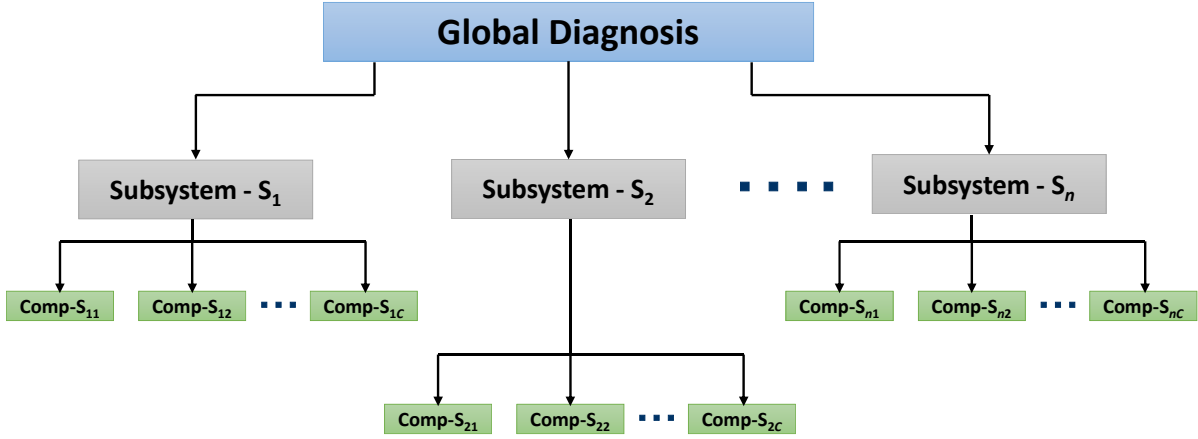 Global Diagnosis
Subsystem - S₁
Subsystem - S₂
Subsystem - Sₙ
Comp-S₁₁
Comp-S₁₂
Comp-S₁C
Comp-Sₙ₁
Comp-Sₙ₂
Comp-SₙC
Comp-S₂₁
Comp-S₂₂
Comp-S₂C